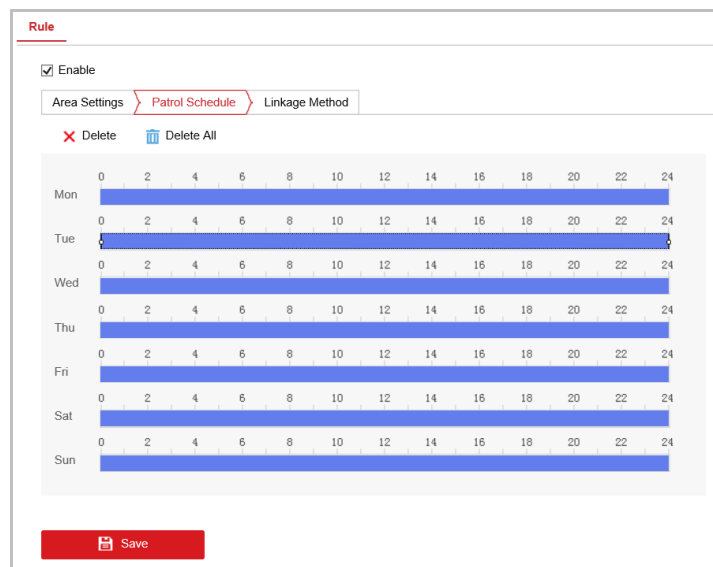 Rule
Enable
Area Settings Patrol Schedule Linkage Method
Delete Delete All
0 2 4 6 8 10 12 14 16 18 20 22 24
Mon
0 2 4 6 8 10 12 14 16 18 20 22 24
Tue
0 2 4 6 8 10 12 14 16 18 20 22 24
Wed
0 2 4 6 8 10 12 14 16 18 20 22 24
Thu
0 2 4 6 8 10 12 14 16 18 20 22 24
Fri
0 2 4 6 8 10 12 14 16 18 20 22 24
Sat
0 2 4 6 8 10 12 14 16 18 20 22 24
Sun
Save